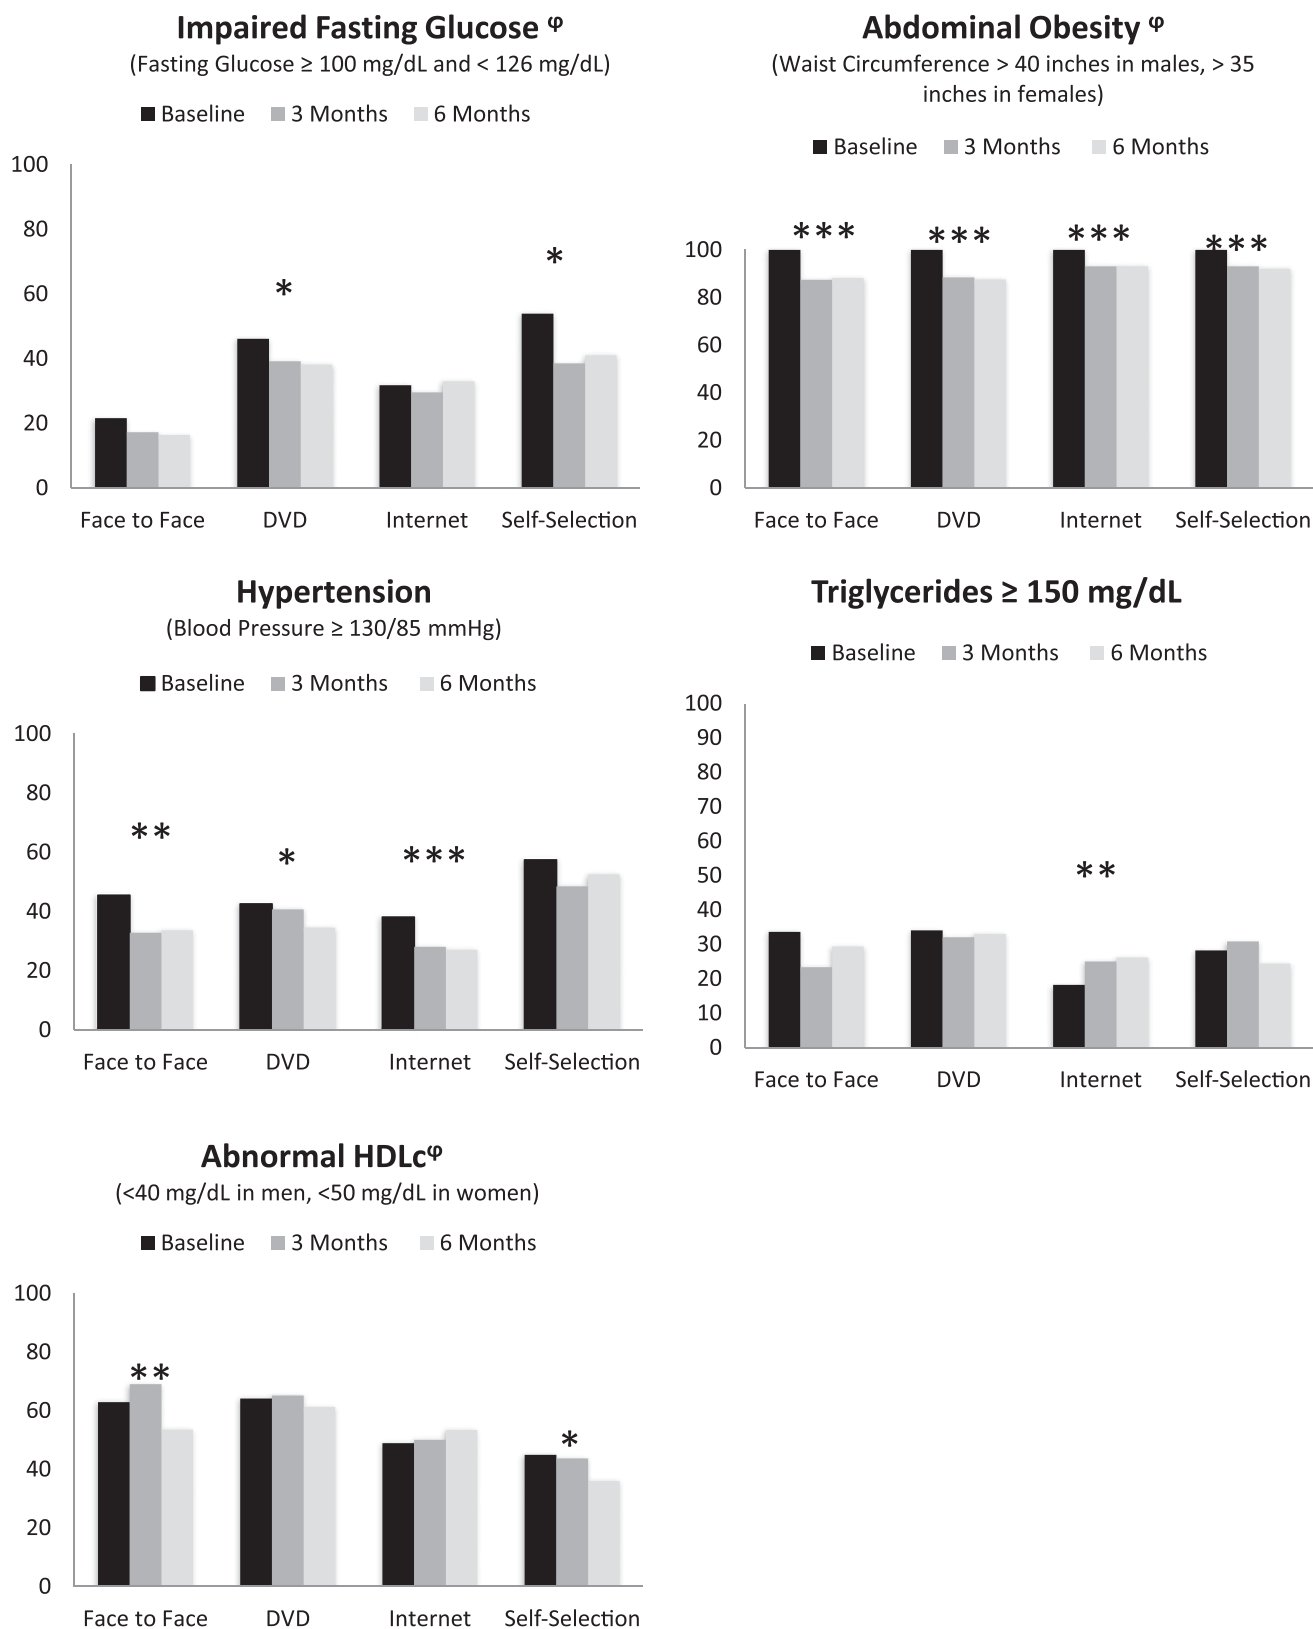 Impaired Fasting Glucose φ
(Fasting Glucose ≥ 100 mg/dL and < 126 mg/dL)
Baseline 3 Months 6 Months
100
80
60
40
20
0
*
*
Face to Face DVD Internet Self-Selection
Abdominal Obesity φ
(Waist Circumference > 40 inches in males, > 35
inches in females)
Baseline 3 Months 6 Months
*** *** *** ***
100
80
60
40
20
0
Face to Face DVD Internet Self-Selection
Hypertension
(Blood Pressure ≥ 130/85 mmHg)
Baseline 3 Months 6 Months
100
80
60
40
20
0
** * ***
Face to Face DVD Internet Self-Selection
Triglycerides ≥ 150 mg/dL
Baseline 3 Months 6 Months
100
90
80
70
60
50
40
30
20
10
0
**
Face to Face DVD Internet Self-Selection
Abnormal HDLcφ
(<40 mg/dL in men, <50 mg/dL in women)
Baseline 3 Months 6 Months
100
80
60
40
20
0
**
*
Face to Face DVD Internet Self-Selection